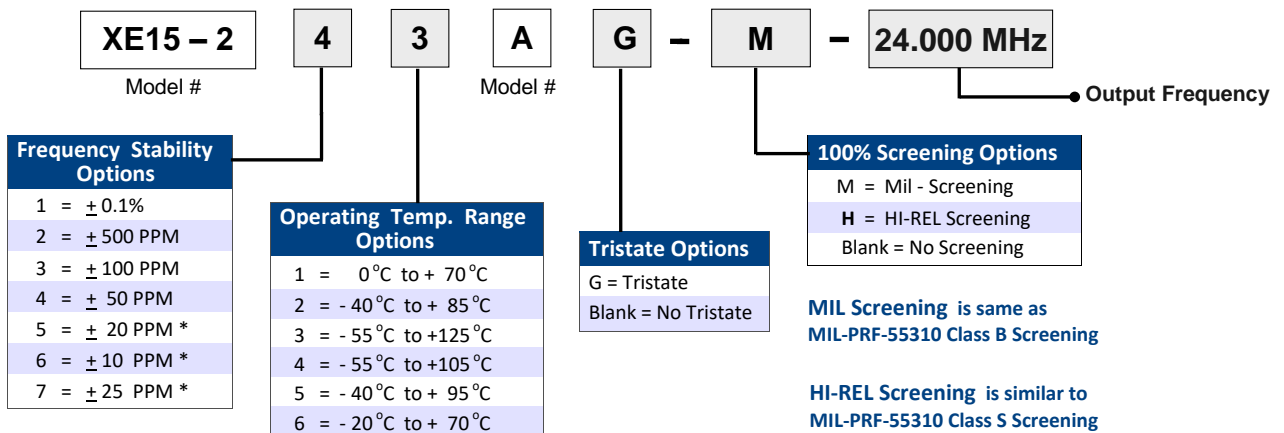 XE15 – 2 4 3 A G – M – 24.000 MHz
Model # Model #
Output Frequency
Frequency Stability
Options
1 = ± 0.1%
2 = ± 500 PPM
3 = ± 100 PPM
4 = ± 50 PPM
5 = ± 20 PPM *
6 = ± 10 PPM *
7 = ± 25 PPM *
Operating Temp. Range
Options
1 = 0 °C to + 70 °C
2 = - 40 °C to + 85 °C
3 = - 55 °C to +125 °C
4 = - 55 °C to +105 °C
5 = - 40 °C to + 95 °C
6 = - 20 °C to + 70 °C
Tristate Options
G = Tristate
Blank = No Tristate
100% Screening Options
M = Mil - Screening
H = HI-REL Screening
Blank = No Screening
MIL Screening is same as
MIL-PRF-55310 Class B Screening
HI-REL Screening is similar to
MIL-PRF-55310 Class S Screening